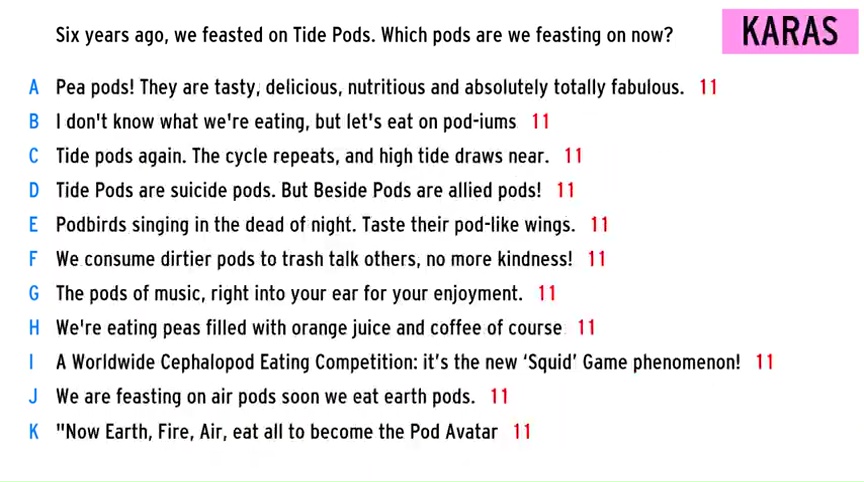 Six years ago, we feasted on Tide Pods. Which pods are we feasting on now?
KARAS
A Pea pods! They are tasty, delicious, nutritious and absolutely totally fabulous. 11
B I don't know what we're eating, but let's eat on pod-iums 11
C Tide pods again. The cycle repeats, and high tide draws near. 11
D Tide Pods are suicide pods. But Beside Pods are allied pods! 11
E Podbirds singing in the dead of night. Taste their pod-like wings. 11
F We consume dirtier pods to trash talk others, no more kindness! 11
G The pods of music, right into your ear for your enjoyment. 11
H We're eating peas filled with orange juice and coffee of course 11
I A Worldwide Cephalopod Eating Competition: it’s the new ‘Squid’ Game phenomenon! 11
J We are feasting on air pods soon we eat earth pods. 11
K "Now Earth, Fire, Air, eat all to become the Pod Avatar 11